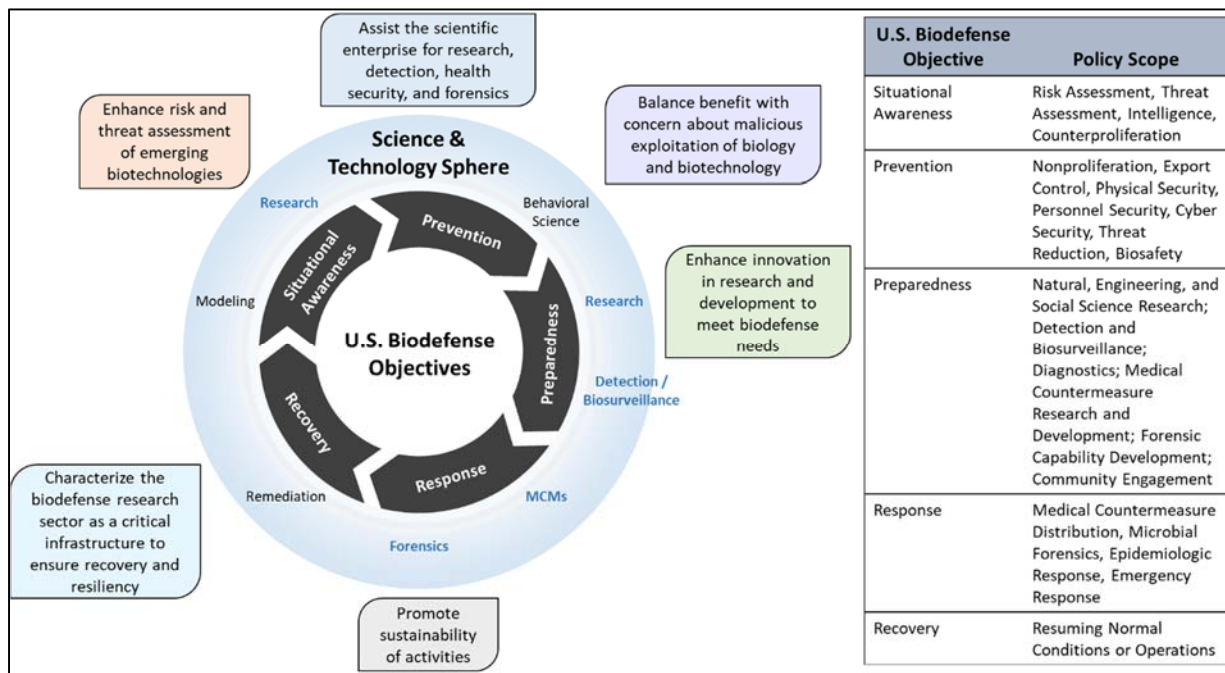 Assist the scientific
enterprise for research,
detection, health
security, and forensics
Enhance risk and
threat assessment
of emerging
biotechnologies
Balance benefit with
concern about malicious
exploitation of biology
and biotechnology
Science &
Technology Sphere
Research
Behavioral
Science
Prevention
Situational
Awareness
Modeling
Enhance innovation
in research and
development to
meet biodefense
needs
Research
U.S. Biodefense
Objectives
Preparedness
Detection /
Biosurveillance
Recovery
Response
Characterize the
biodefense research
sector as a critical
infrastructure to
ensure recovery and
resiliency
Remediation
MCMs
Forensics
Promote
sustainability
of activities
U.S. Biodefense
Objective
Policy Scope
Situational
Awareness
Risk Assessment, Threat
Assessment, Intelligence,
Counterproliferation
Prevention
Nonproliferation, Export
Control, Physical Security,
Personnel Security, Cyber
Security, Threat
Reduction, Biosafety
Preparedness
Natural, Engineering, and
Social Science Research;
Detection and
Biosurveillance;
Diagnostics; Medical
Countermeasure
Research and
Development; Forensic
Capability Development;
Community Engagement
Response
Medical Countermeasure
Distribution, Microbial
Forensics, Epidemiologic
Response, Emergency
Response
Recovery
Resuming Normal
Conditions or Operations